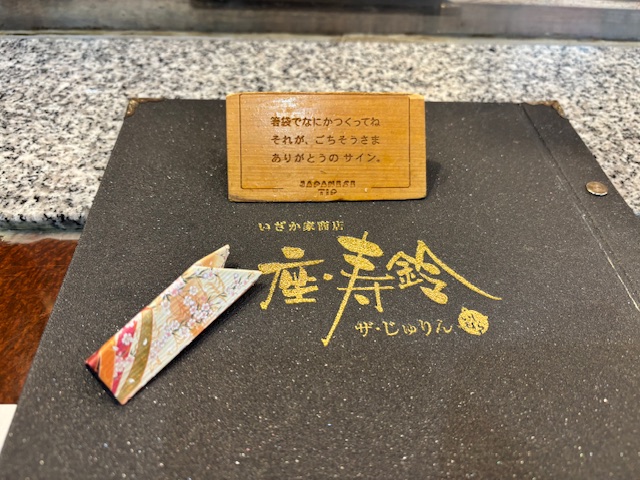 箸袋でなにかつくってね
それが、ごちそうさま
ありがとうの サイン。
JAPANESE
TIP
いざか家商店
座・寿鈴
ザ・じゅりん